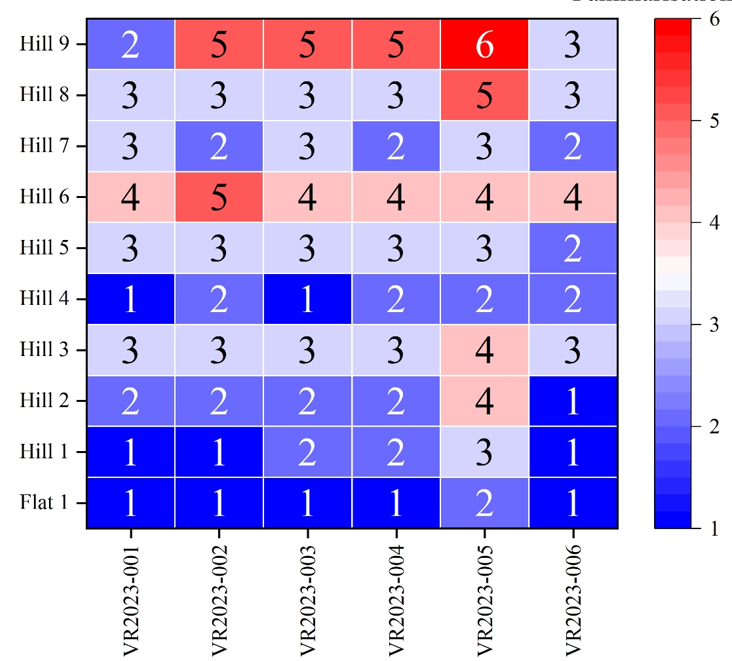 Hill 9 2 5 5 5 6 3
Hill 8 3 3 3 3 5 3
Hill 7 3 2 3 2 3 2
Hill 6 4 5 4 4 4 4
Hill 5 3 3 3 3 3 2
Hill 4 1 2 1 2 2 2
Hill 3 3 3 3 3 4 3
Hill 2 2 2 2 2 4 1
Hill 1 1 1 2 2 3 1
Flat 1 1 1 1 1 2 1
VR2023-001
VR2023-002
VR2023-003
VR2023-004
VR2023-005
VR2023-006
6
5
4
3
2
1